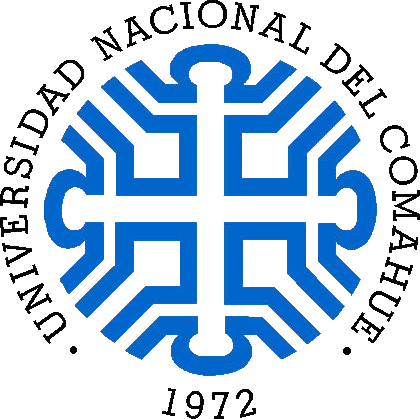 · UNIVERSIDAD NACIONAL DEL COMAHUE ·
1972